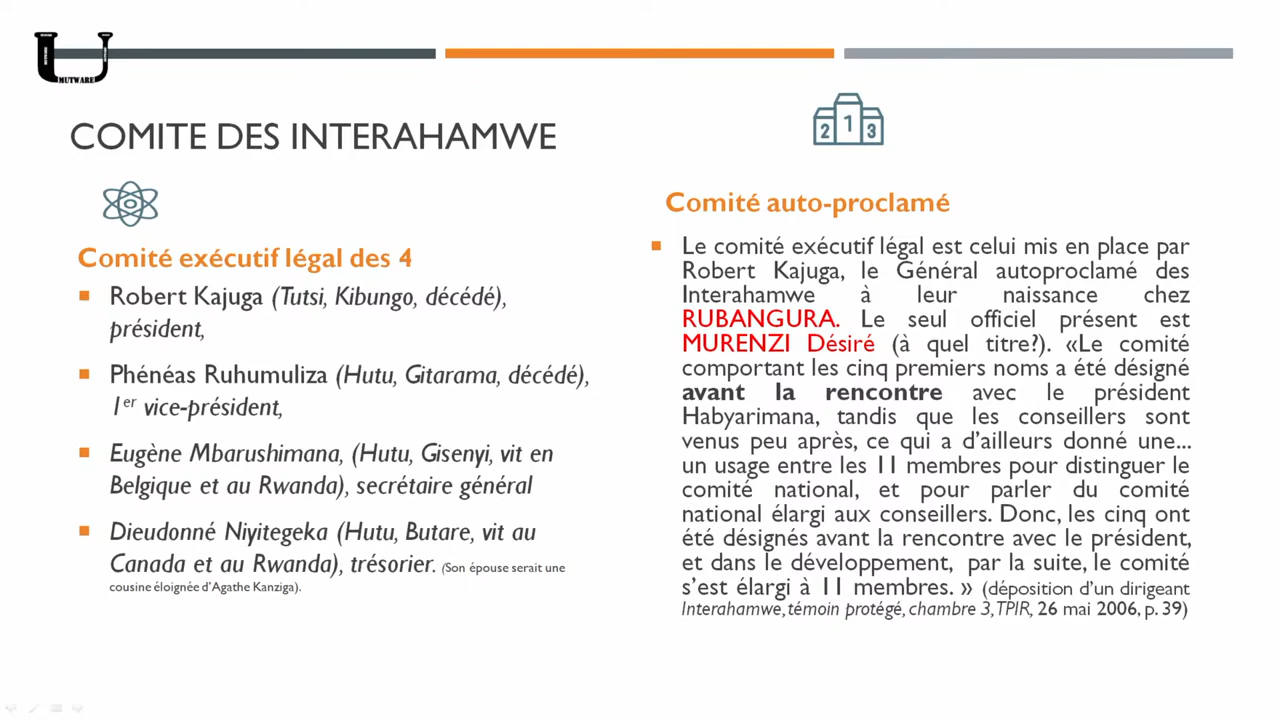 MUTWARE
COMITE DES INTERAHAMWE
Comité exécutif légal des 4
Robert Kajuga (Tutsi, Kibungo, décédé),
président,
Phénéas Ruhumuliza (Hutu, Gitarama, décédé),
1er vice-président,
Eugène Mbarushimana, (Hutu, Gisenyi, vit en
Belgique et au Rwanda), secrétaire général
Dieudonné Niyitegeka (Hutu, Butare, vit au
Canada et au Rwanda), trésorier. (Son épouse serait une
cousine éloignée d'Agathe Kanziga).
2 1 3
Comité auto-proclamé
Le comité exécutif légal est celui mis en place par
Robert Kajuga, le Général autoproclamé des
Interahamwe à leur naissance chez
RUBANGURA. Le seul officiel présent est
MURENZI Désiré (à quel titre?). «Le comité
comportant les cinq premiers noms a été désigné
avant la rencontre avec le président
Habyarimana, tandis que les conseillers sont
venus peu après, ce qui a d'ailleurs donné une...
un usage entre les 11 membres pour distinguer le
comité national, et pour parler du comité
national élargi aux conseillers. Donc, les cinq ont
été désignés avant la rencontre avec le président,
et dans le développement, par la suite, le comité
s'est élargi à 11 membres. » (déposition d'un dirigeant
Interahamwe, témoin protégé, chambre 3, TPIR, 26 mai 2006, p. 39)